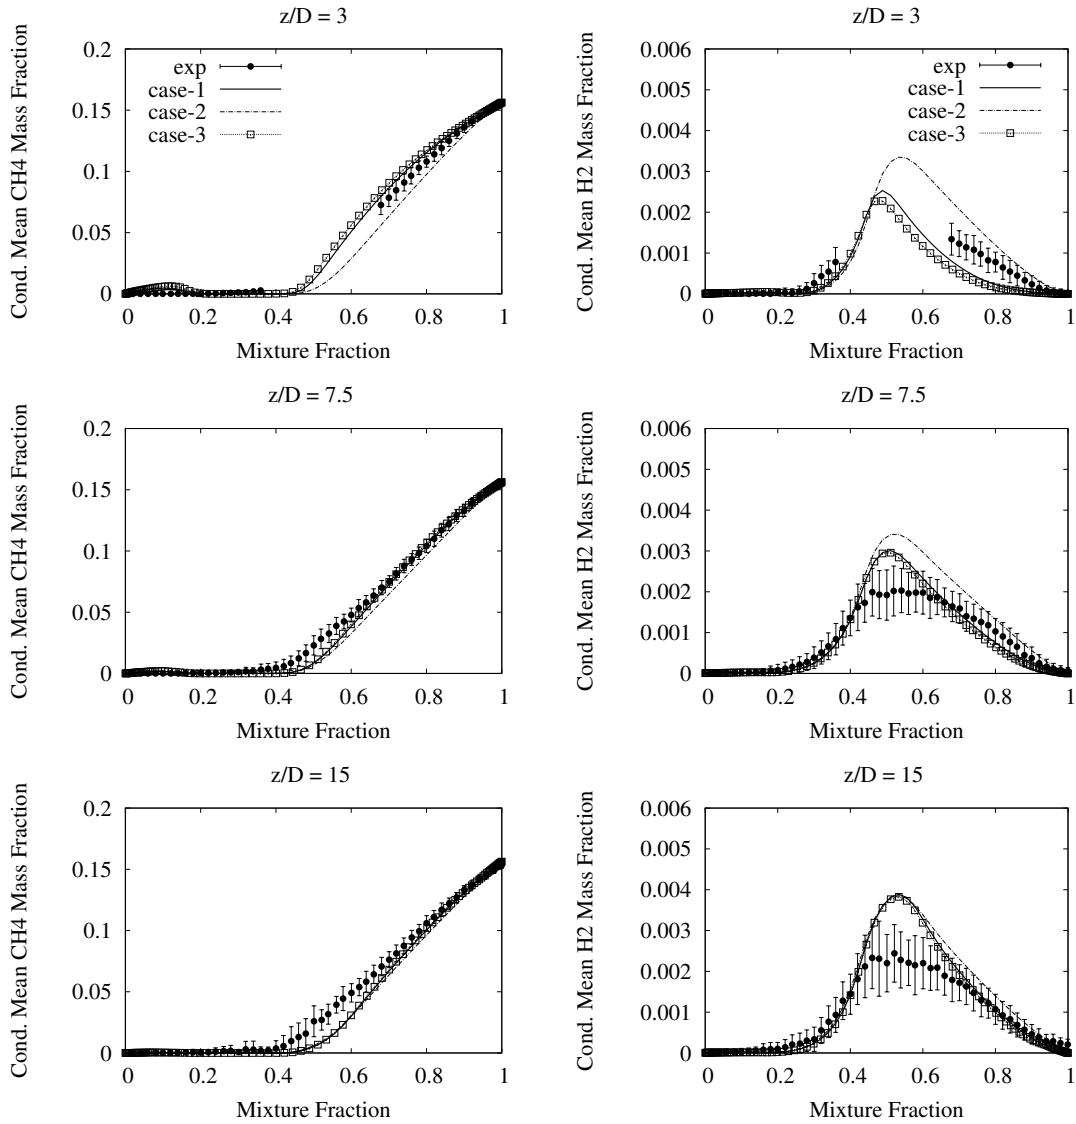 z/D = 3
Cond. Mean CH4 Mass Fraction
0.2
0.15
0.1
0.05
0
exp
case-1
case-2
case-3
0 0.2 0.4 0.6 0.8 1
Mixture Fraction
z/D = 3
Cond. Mean H2 Mass Fraction
0.006
0.005
0.004
0.003
0.002
0.001
0
exp
case-1
case-2
case-3
0 0.2 0.4 0.6 0.8 1
Mixture Fraction
z/D = 7.5
Cond. Mean CH4 Mass Fraction
0.2
0.15
0.1
0.05
0
0 0.2 0.4 0.6 0.8 1
Mixture Fraction
z/D = 7.5
Cond. Mean H2 Mass Fraction
0.006
0.005
0.004
0.003
0.002
0.001
0
0 0.2 0.4 0.6 0.8 1
Mixture Fraction
z/D = 15
Cond. Mean CH4 Mass Fraction
0.2
0.15
0.1
0.05
0
0 0.2 0.4 0.6 0.8 1
Mixture Fraction
z/D = 15
Cond. Mean H2 Mass Fraction
0.006
0.005
0.004
0.003
0.002
0.001
0
0 0.2 0.4 0.6 0.8 1
Mixture Fraction